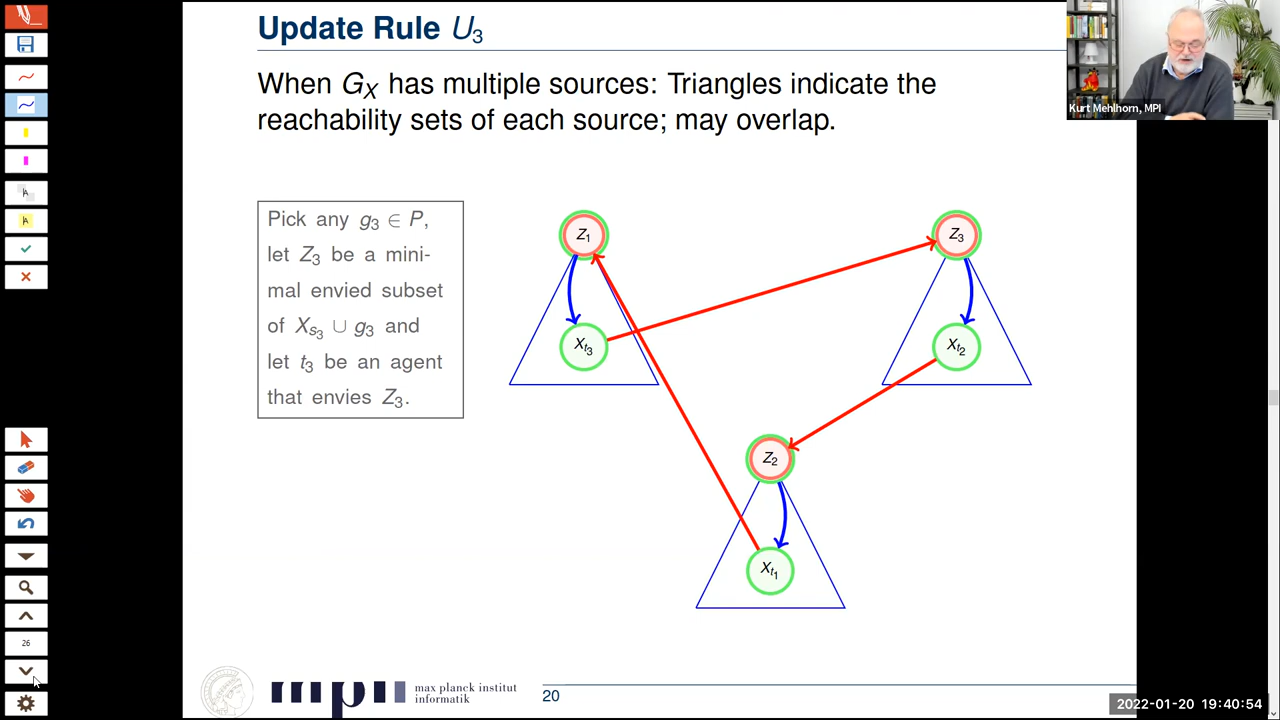 Update Rule U₃
When G_X has multiple sources: Triangles indicate the
reachability sets of each source; may overlap.
Kurt Mehlhorn, MPI
Pick any g₃ ∈ P,
let Z₃ be a mini-
mal envied subset
of X_{s₃} ∪ g₃ and
let t₃ be an agent
that envies Z₃.
Z₁
Z₃
X_{t₃}
X_{t₂}
Z₂
X_{t₁}
A
A
26
mpi
max planck institut
informatik
20
2022-01-20 19:40:54